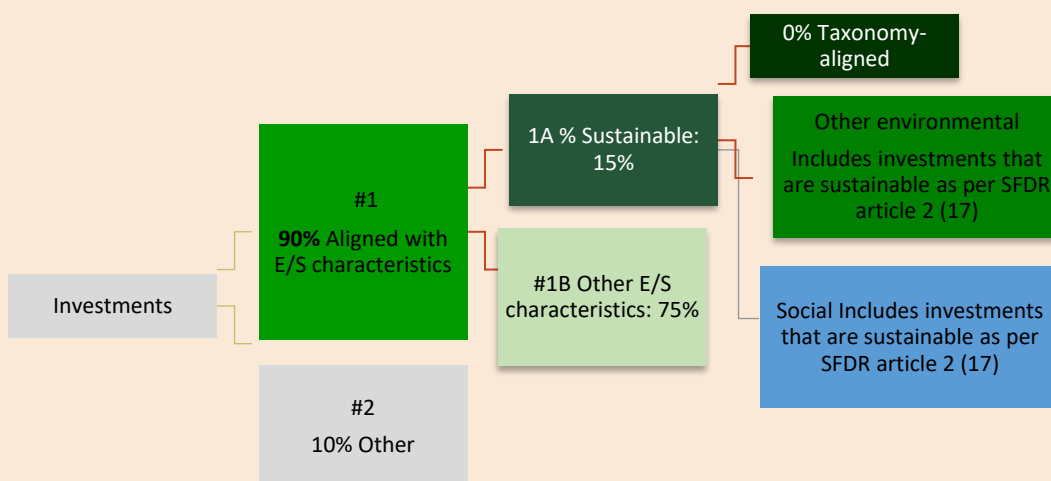 Investments
#1
90% Aligned with
E/S characteristics
#2
10% Other
1A % Sustainable:
15%
#1B Other E/S
characteristics: 75%
0% Taxonomy-
aligned
Other environmental
Includes investments that
are sustainable as per SFDR
article 2 (17)
Social Includes investments
that are sustainable as per
SFDR article 2 (17)